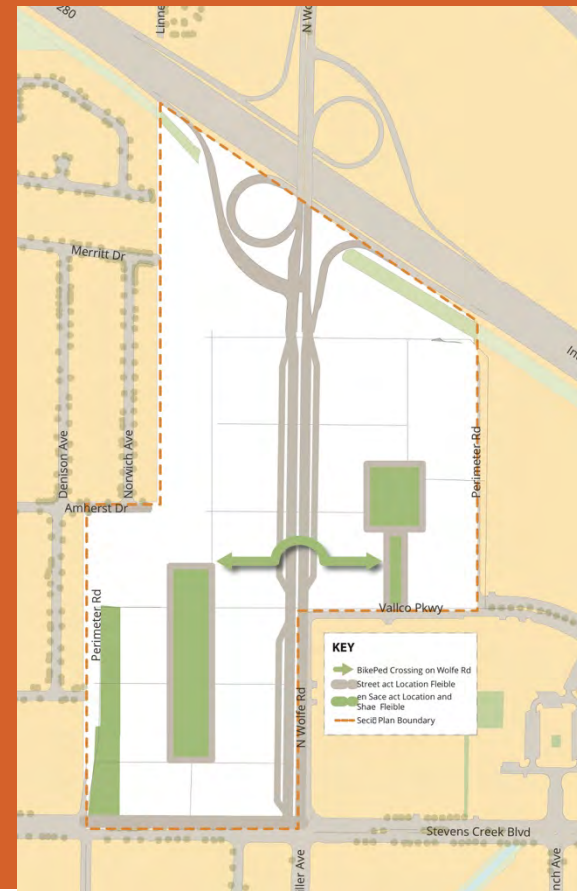 280
Linne
N Wo
Merritt Dr
Denison Ave
Norwich Ave
Perimeter Rd
In
Amherst Dr
Perimeter Rd
Vallco Pkwy
N Wolfe Rd
KEY
BikePed Crossing on Wolfe Rd
Street act Location Fleible
en Sace act Location and
Shae Fleible
Plan Boundary
Stevens Creek Blvd
ller Ave
nch Ave